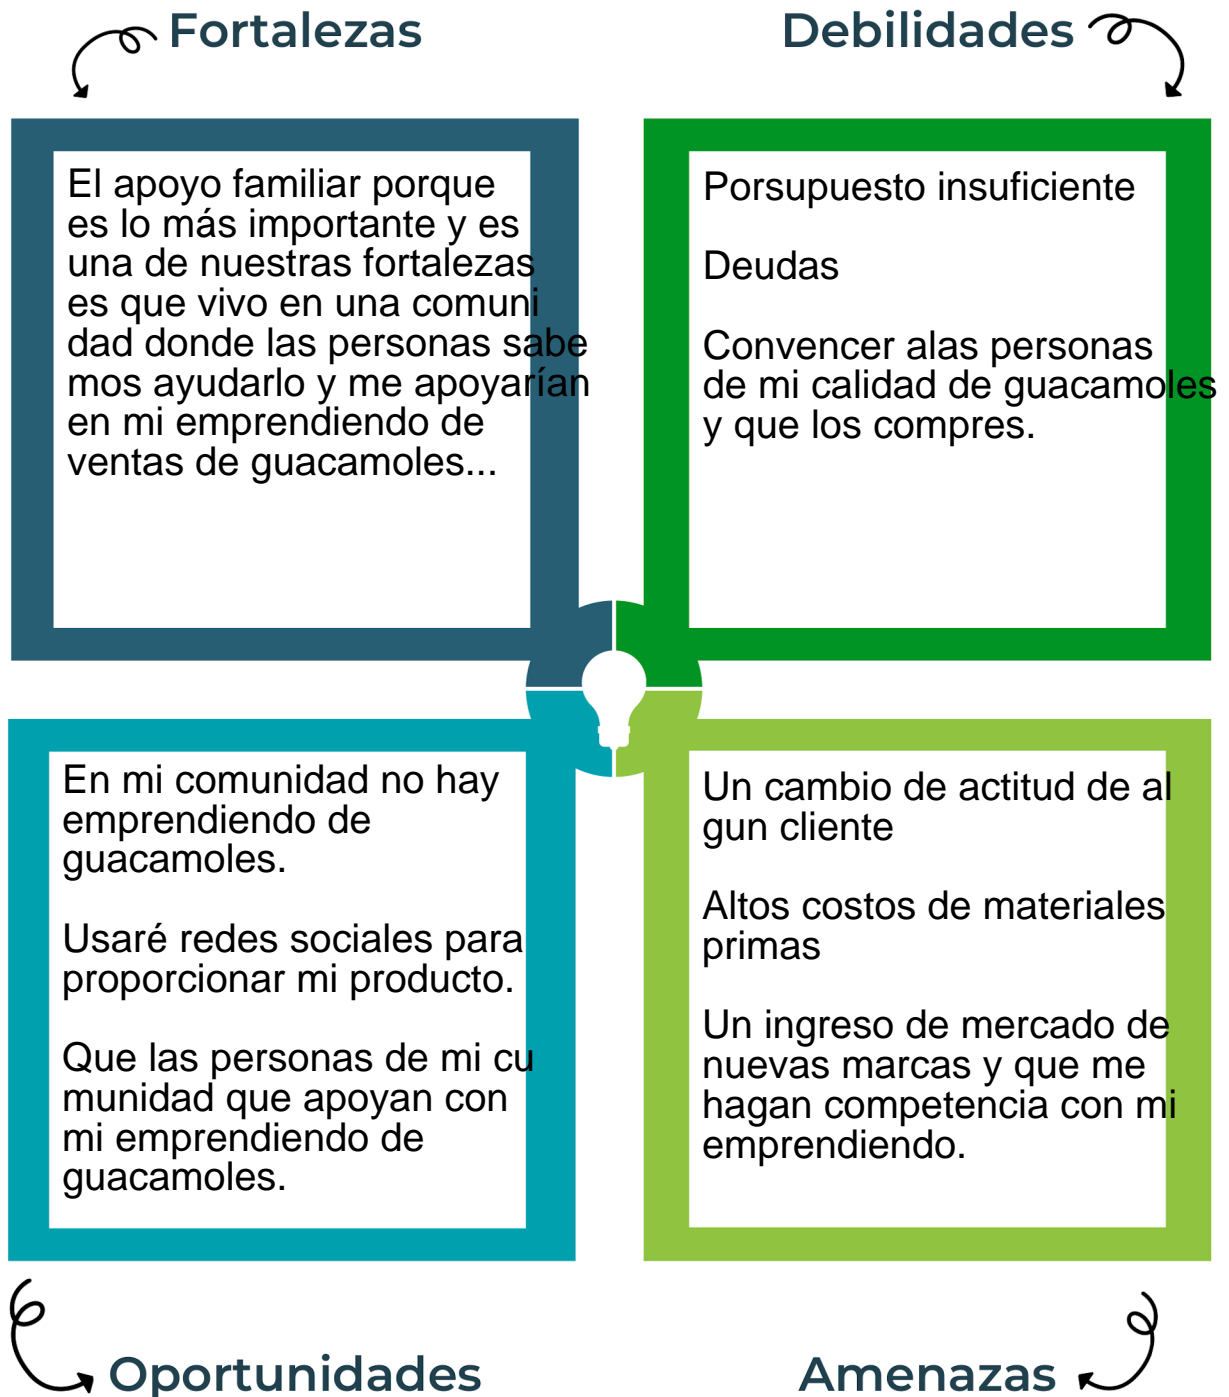 Fortalezas
El apoyo familiar porque
es lo más importante y es
una de nuestras fortalezas
es que vivo en una comuni
dad donde las personas sabe
mos ayudarlo y me apoyarían
en mi emprendiendo de
ventas de guacamoles...
Debilidades
Porsupuesto insuficiente
Deudas
Convencer alas personas
de mi calidad de guacamoles
y que los compres.
En mi comunidad no hay
emprendiendo de
guacamoles.
Usaré redes sociales para
proporcionar mi producto.
Que las personas de mi cu
munidad que apoyan con
mi emprendiendo de
guacamoles.
Oportunidades
Un cambio de actitud de al
gun cliente
Altos costos de materiales
primas
Un ingreso de mercado de
nuevas marcas y que me
hagan competencia con mi
emprendiendo.
Amenazas